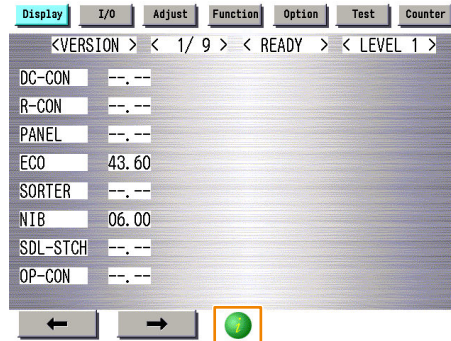 Display I/O Adjust Function Option Test Counter
<VERSION > < 1/ 9 > < READY > < LEVEL 1 >
DC-CON --.--
R-CON --.--
PANEL --.--
ECO 43.60
SORTER --.--
NIB 06.00
SDL-STCH --.--
OP-CON --.--
← → i